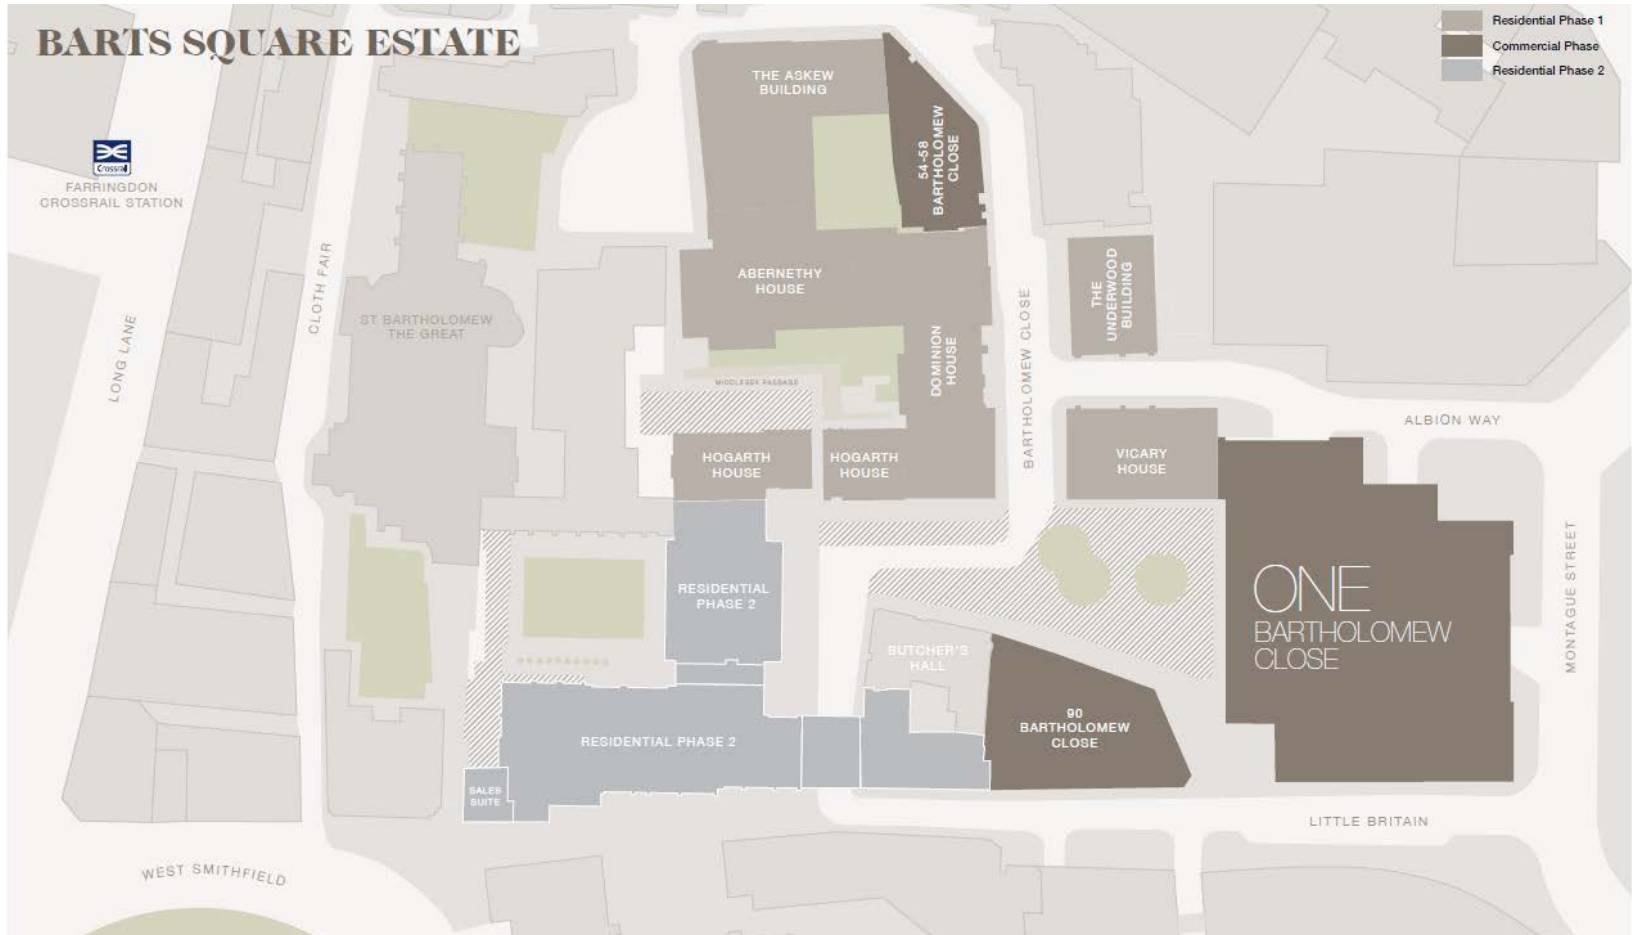 BARTS SQUARE ESTATE
Residential Phase 1
Commercial Phase
Residential Phase 2
Crossrail
FARRINGDON
CROSSRAIL STATION
THE ASKEW
BUILDING
54-58
BARTHOLOMEW
CLOSE
CLOTH FAIR
LONG LANE
ST BARTHOLOMEW
THE GREAT
ABERNETHY
HOUSE
THE
UNDERWOOD
BUILDING
BARTHOLOMEW CLOSE
DOMINION
HOUSE
MIDDLESEX PASSAGE
ALBION WAY
HOGARTH
HOUSE
HOGARTH
HOUSE
VICARY
HOUSE
MONTAGUE STREET
RESIDENTIAL
PHASE 2
ONE
BARTHOLOMEW
CLOSE
BUTCHER'S
HALL
RESIDENTIAL PHASE 2
90
BARTHOLOMEW
CLOSE
SALES
SUITE
LITTLE BRITAIN
WEST SMITHFIELD